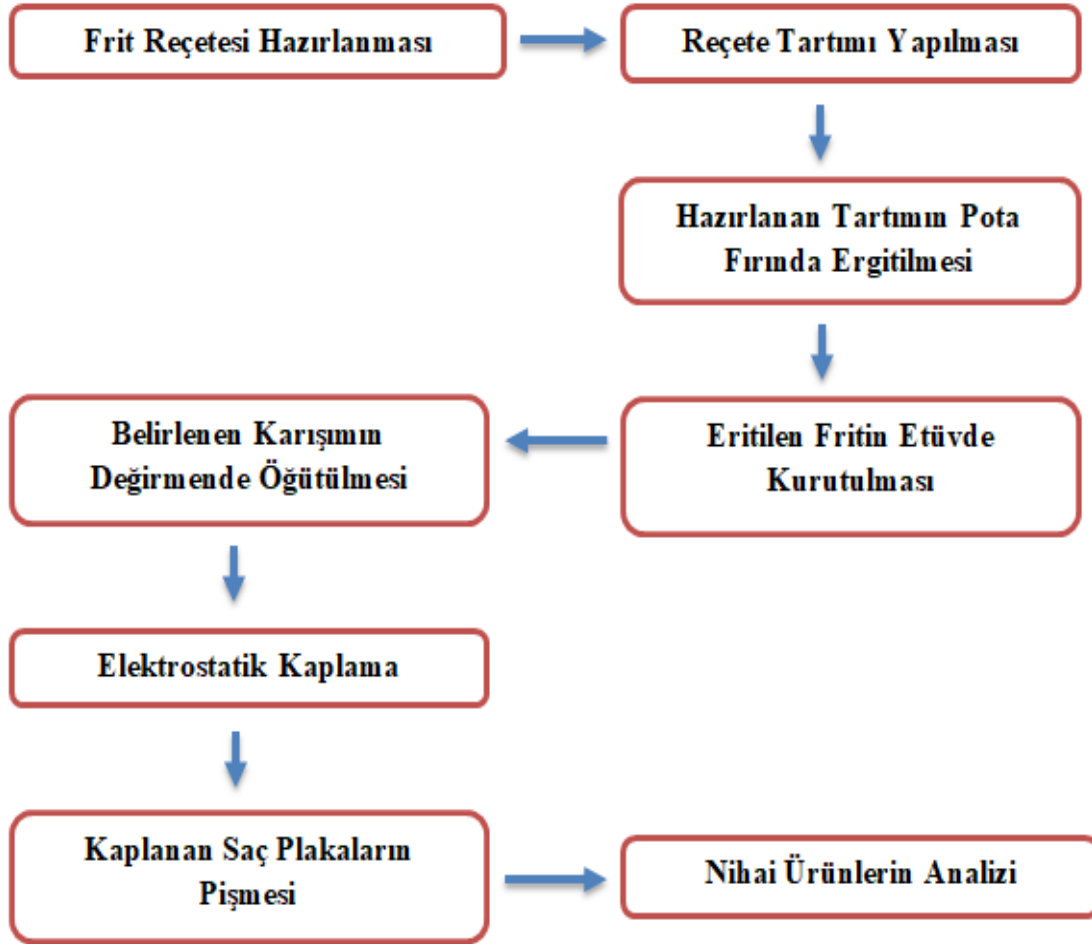 Frit Reçetesi Hazırlanması
Reçete Tartımı Yapılması
Hazırlanan Tartımın Pota
Fırında Ergitilmesi
Eritilen Fritin Etüvde
Kurutulması
Belirlenen Karışımın
Değirmende Öğütülmesi
Elektrostatik Kaplama
Kaplanan Saç Plakaların
Pişmesi
Nihai Ürünlerin Analizi